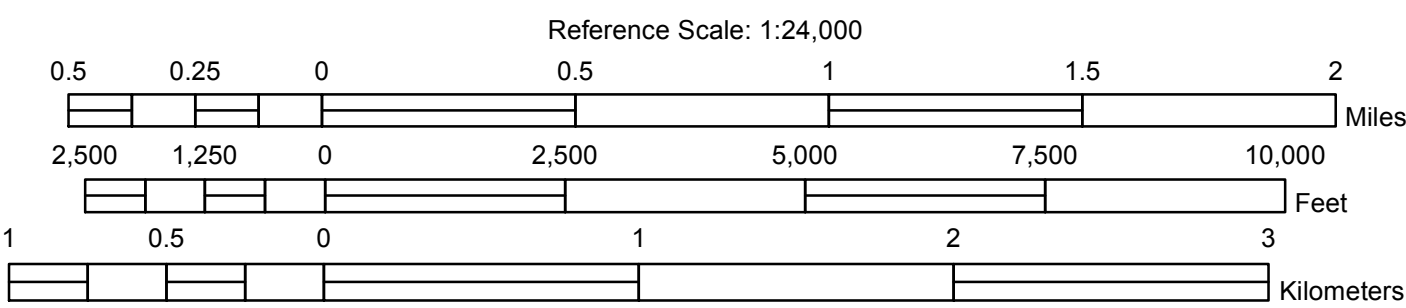 Reference Scale: 1:24,000
0.5 0.25 0 0.5 1 1.5 2
Miles
2,500 1,250 0 2,500 5,000 7,500 10,000
Feet
1 0.5 0 1 2 3
Kilometers